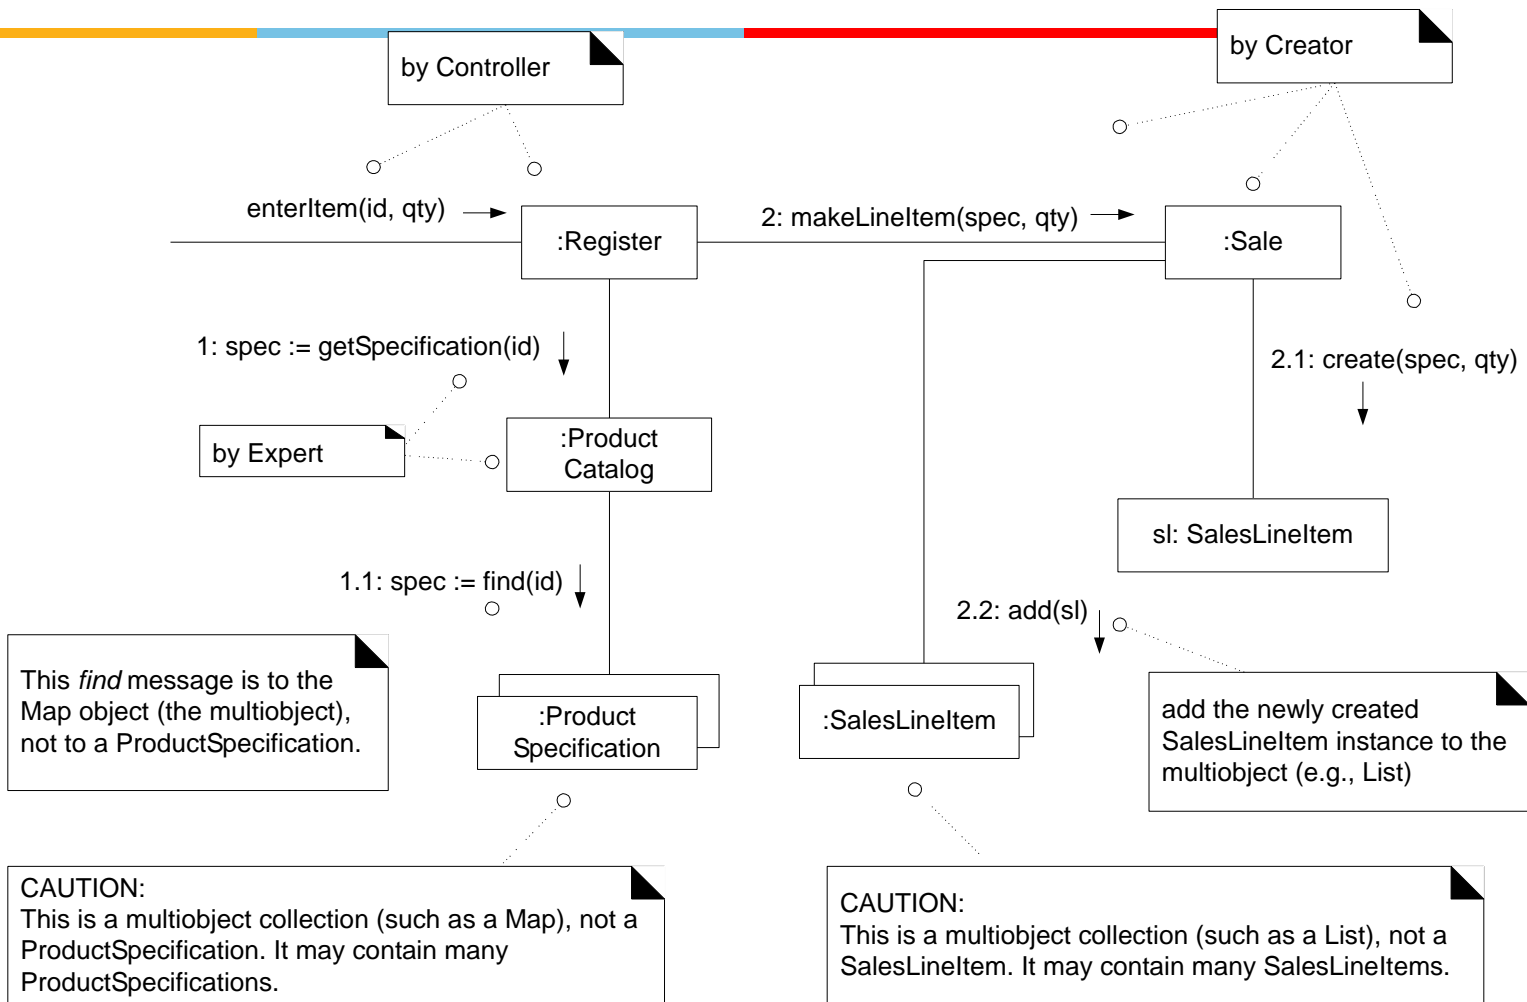 by Controller
by Creator
enterItem(id, qty)
:Register
2: makeLineItem(spec, qty)
:Sale
1: spec := getSpecification(id)
2.1: create(spec, qty)
by Expert
:Product
Catalog
sl: SalesLineItem
1.1: spec := find(id)
2.2: add(sl)
This find message is to the
Map object (the multiobject),
not to a ProductSpecification.
:Product
Specification
:SalesLineItem
add the newly created
SalesLineItem instance to the
multiobject (e.g., List)
CAUTION:
This is a multiobject collection (such as a Map), not a
ProductSpecification. It may contain many
ProductSpecifications.
CAUTION:
This is a multiobject collection (such as a List), not a
SalesLineItem. It may contain many SalesLineItems.